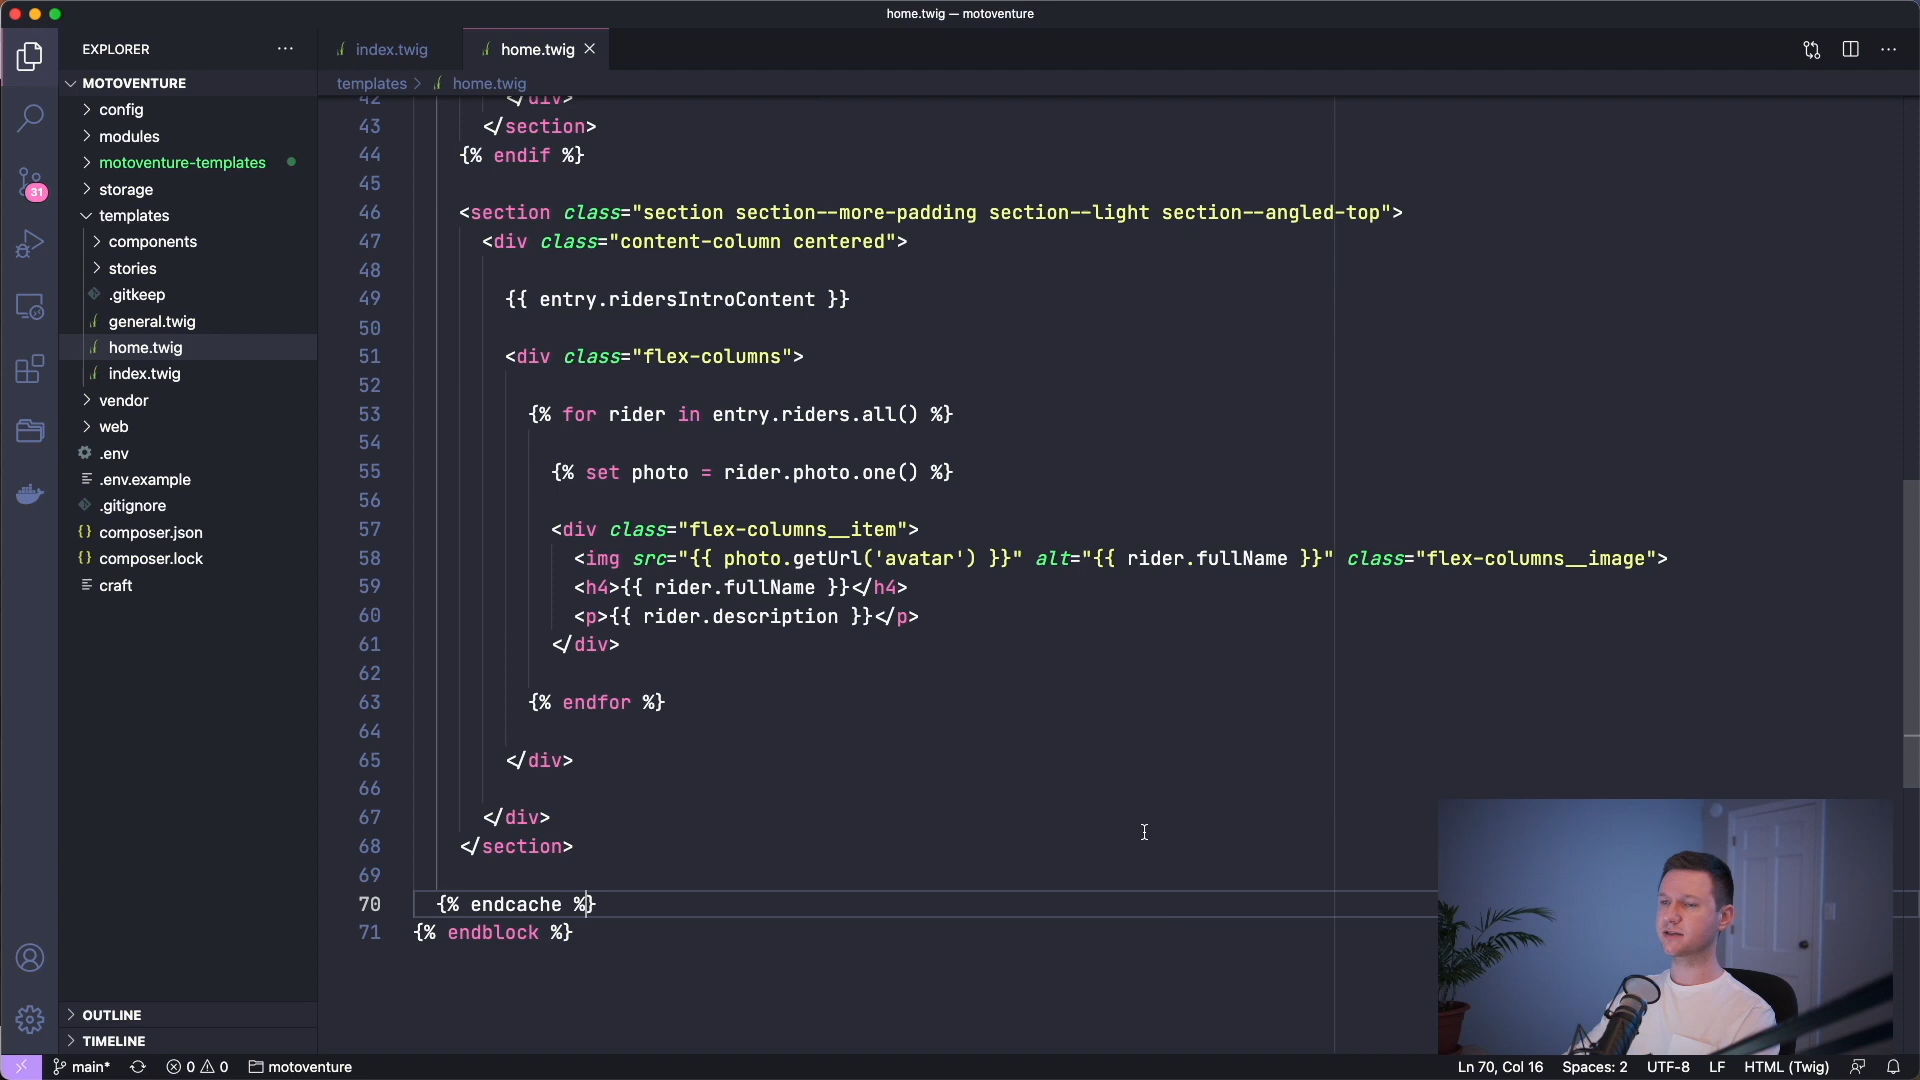 home.twig — motoventure
EXPLORER
index.twig
home.twig
MOTOVENTURE
templates
home.twig
config
modules
motoventure-templates
storage
templates
components
stories
.gitkeep
general.twig
home.twig
index.twig
vendor
web
.env
.env.example
.gitignore
composer.json
composer.lock
craft
31
42 </div>
43 </section>
44 {% endif %}
45
46 <section class="section section--more-padding section--light section--angled-top">
47 <div class="content-column centered">
48
49 {{ entry.ridersIntroContent }}
50
51 <div class="flex-columns">
52
53 {% for rider in entry.riders.all() %}
54
55 {% set photo = rider.photo.one() %}
56
57 <div class="flex-columns__item">
58 <img src="{{ photo.getUrl('avatar') }}" alt="{{ rider.fullName }}" class="flex-columns__image">
59 <h4>{{ rider.fullName }}</h4>
60 <p>{{ rider.description }}</p>
61 </div>
62
63 {% endfor %}
64
65 </div>
66
67 </div>
68 </section>
69
70 {% endcache %}
71 {% endblock %}
OUTLINE
TIMELINE
main*
0
0
motoventure
Ln 70, Col 16
Spaces: 2
UTF-8
LF
HTML (Twig)